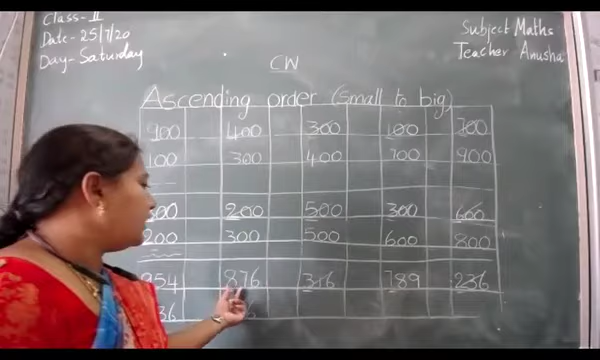 Class-II
Date-25/7/20
Day-Saturday
Subject Maths
Teacher Anusha
CW
Ascending order (Small to big)
900 400 300 100 700
100 300 400 700 900
200 500 300 600
200 300 500 600 800
954 876 316 789 236